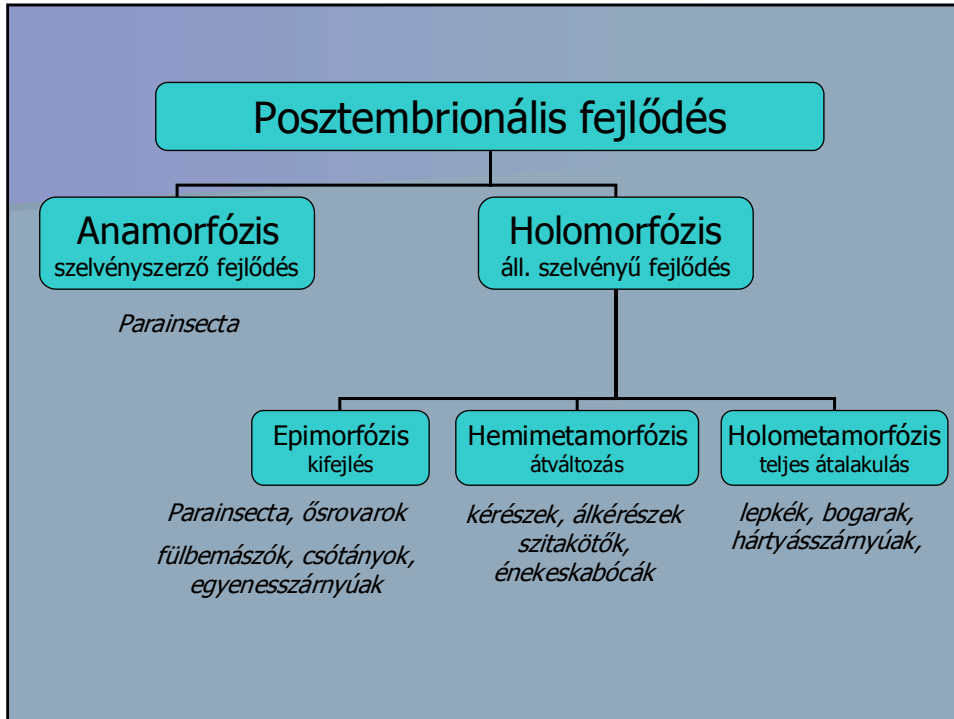 Posztembrionális fejlődés
Anamorfózis
szelvényszerző fejlődés
Parainsecta
Holomorfózis
áll. szelvényű fejlődés
Epimorfózis
kifejlés
Parainsecta, ősrovarok
fülbemászók, csótányok,
egyenesszárnyúak
Hemimetamorfózis
átváltozás
kérészek, álkérészek
szitakötők,
énekeskabócák
Holometamorfózis
teljes átalakulás
lepkék, bogarak,
hártyásszárnyúak,